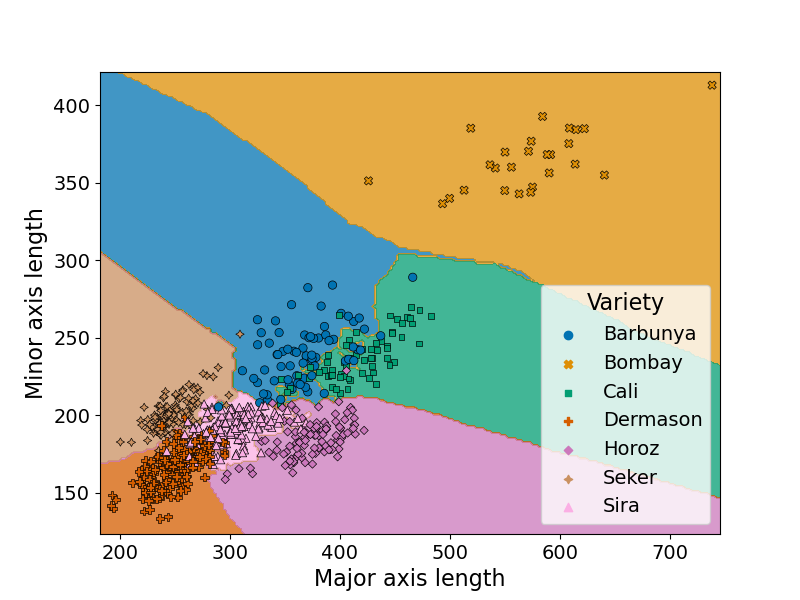 400
350
300
250
200
150
Minor axis length
200 300 400 500 600 700
Major axis length
Variety
Barbunya
Bombay
Cali
Dermason
Horoz
Seker
Sira